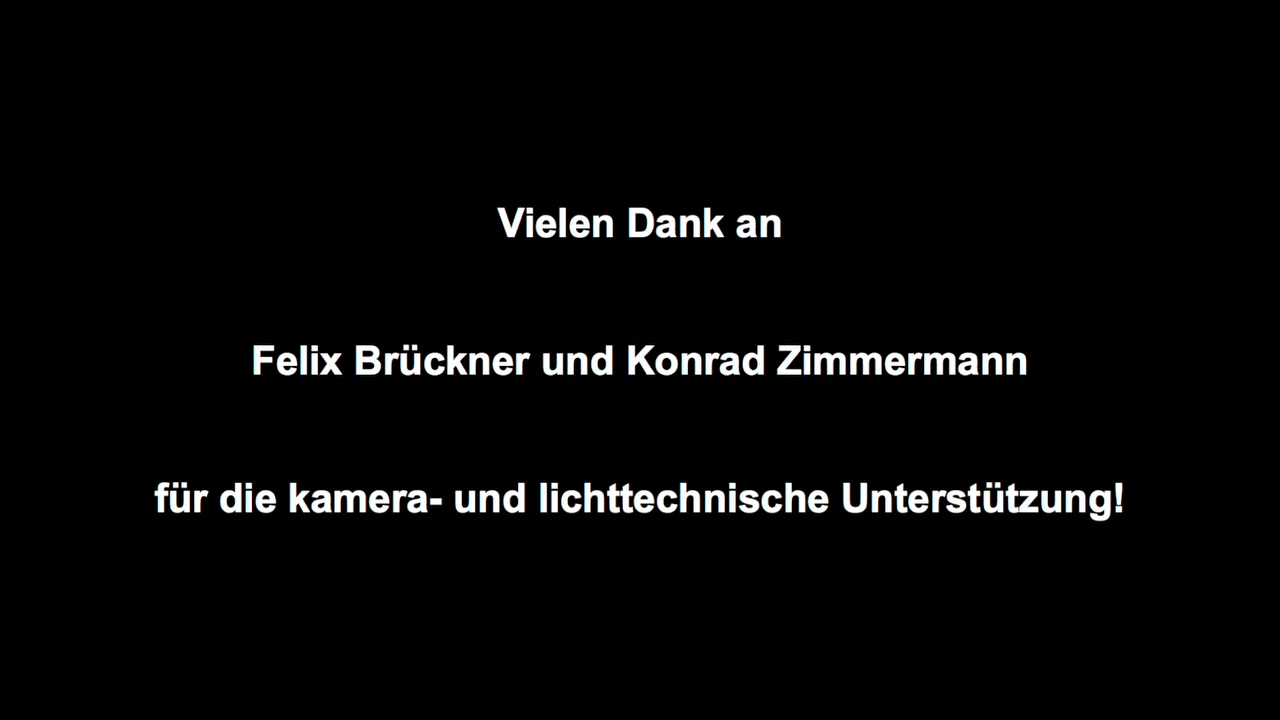 Vielen Dank an
Felix Brückner und Konrad Zimmermann
für die kamera- und lichttechnische Unterstützung!